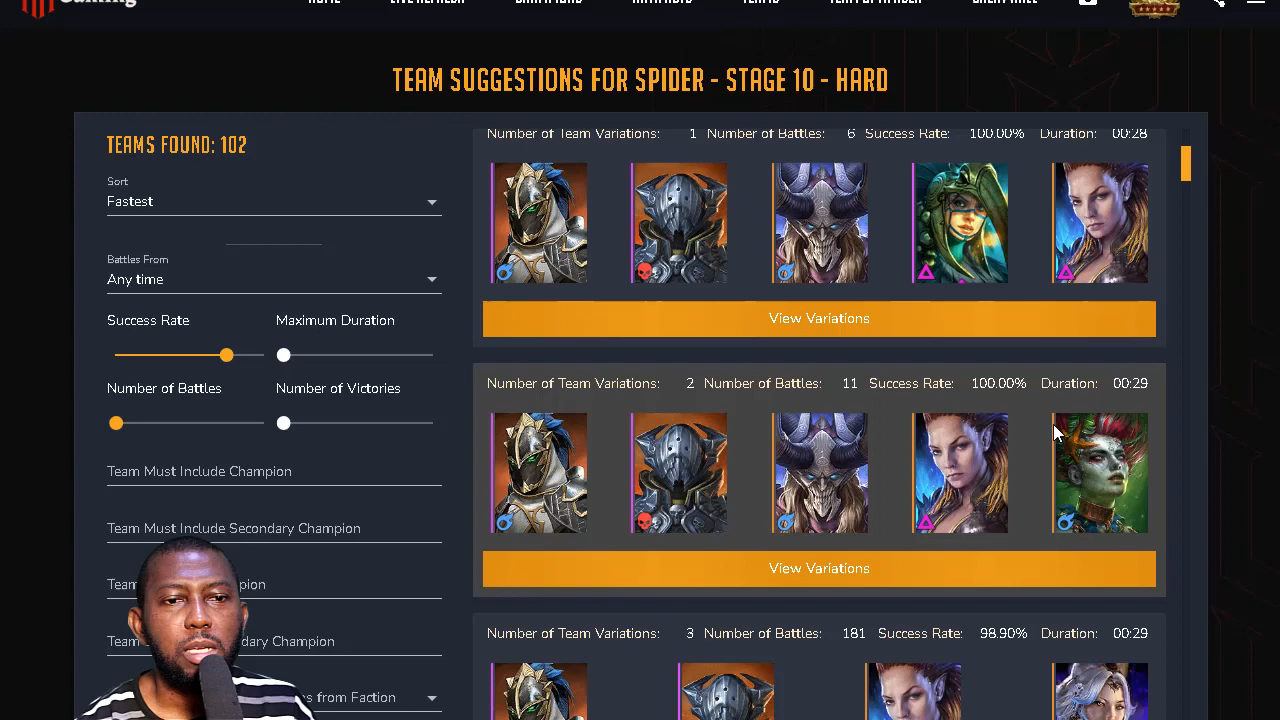 HOME
TEAM SUGGESTIONS FOR SPIDER - STAGE 10 - HARD
TEAMS FOUND: 102
Sort
Fastest
Battles From
Any time
Success Rate Maximum Duration
Number of Battles Number of Victories
Team Must Include Champion
Team Must Include Secondary Champion
Number of Team Variations: 1 Number of Battles: 6 Success Rate: 100.00% Duration: 00:28
View Variations
Number of Team Variations: 2 Number of Battles: 11 Success Rate: 100.00% Duration: 00:29
View Variations
Number of Team Variations: 3 Number of Battles: 181 Success Rate: 98.90% Duration: 00:29